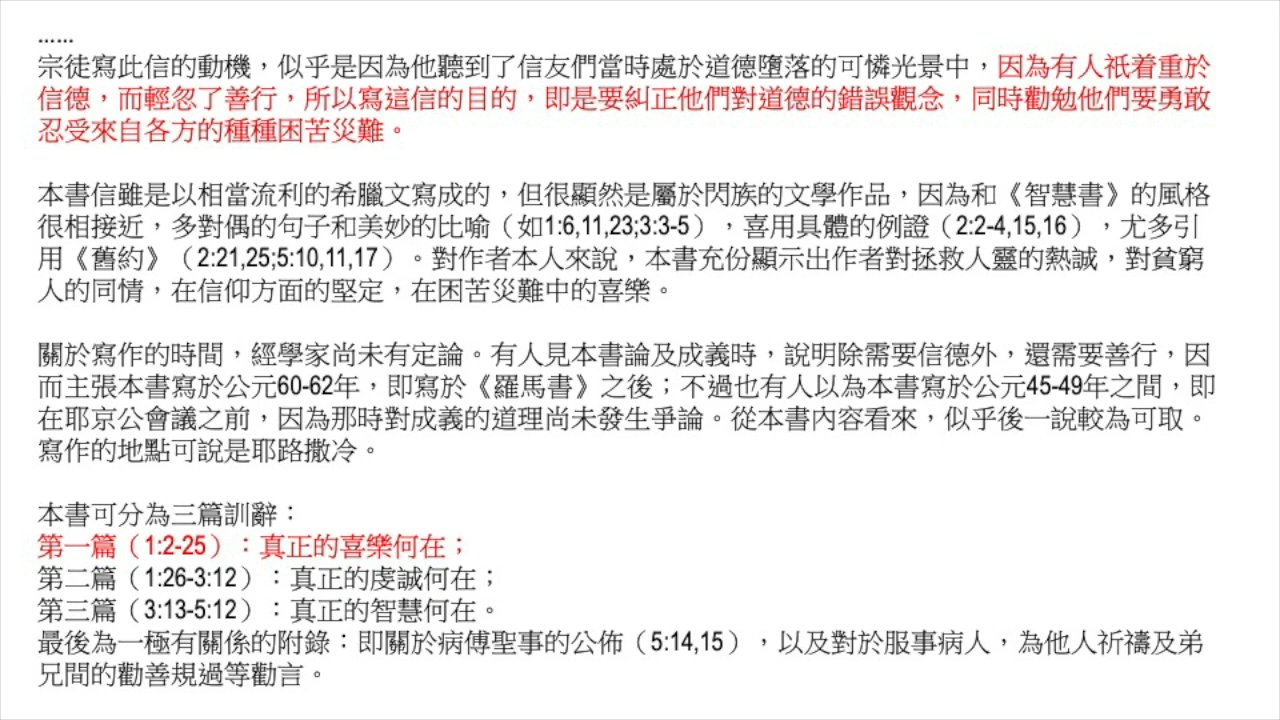 ……
宗徒寫此信的動機，似乎是因為他聽到了信友們當時處於道德墮落的可憐光景中，因為有人衹着重於
信德，而輕忽了善行，所以寫這信的目的，即是要糾正他們對道德的錯誤觀念，同時勸勉他們要勇敢
忍受來自各方的種種困苦災難。
本書信雖是以相當流利的希臘文寫成的，但很顯然是屬於閃族的文學作品，因為和《智慧書》的風格
很相接近，多對偶的句子和美妙的比喻（如1:6,11,23;3:3-5），喜用具體的例證（2:2-4,15,16），尤多引
用《舊約》（2:21,25;5:10,11,17）。對作者本人來說，本書充份顯示出作者對拯救人靈的熱誠，對貧窮
人的同情，在信仰方面的堅定，在困苦災難中的喜樂。
關於寫作的時間，經學家尚未有定論。有人見本書論及成義時，說明除需要信德外，還需要善行，因
而主張本書寫於公元60-62年，即寫於《羅馬書》之後；不過也有人以為本書寫於公元45-49年之間，即
在耶京公會議之前，因為那時對成義的道理尚未發生爭論。從本書內容看來，似乎後一說較為可取。
寫作的地點可說是耶路撒冷。
本書可分為三篇訓辭：
第一篇（1:2-25）：真正的喜樂何在；
第二篇（1:26-3:12）：真正的虔誠何在；
第三篇（3:13-5:12）：真正的智慧何在。
最後為一極有關係的附錄：即關於病傅聖事的公佈（5:14,15），以及對於服事病人，為他人祈禱及弟
兄間的勸善規過等勸言。